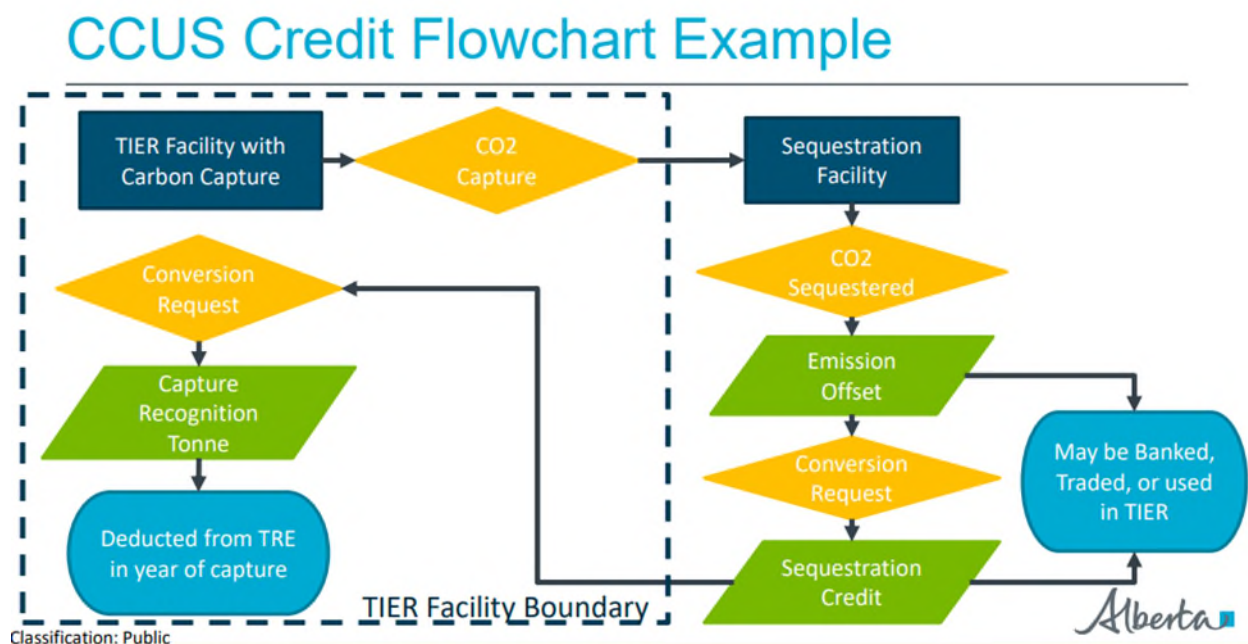 CCUS Credit Flowchart Example
TIER Facility with
Carbon Capture
CO2
Capture
Sequestration
Facility
Conversion
Request
CO2
Sequestered
Capture
Recognition
Tonne
Emission
Offset
Conversion
Request
May be Banked,
Traded, or used
in TIER
Deducted from TRE
in year of capture
Sequestration
Credit
TIER Facility Boundary
Alberta
Classification: Public